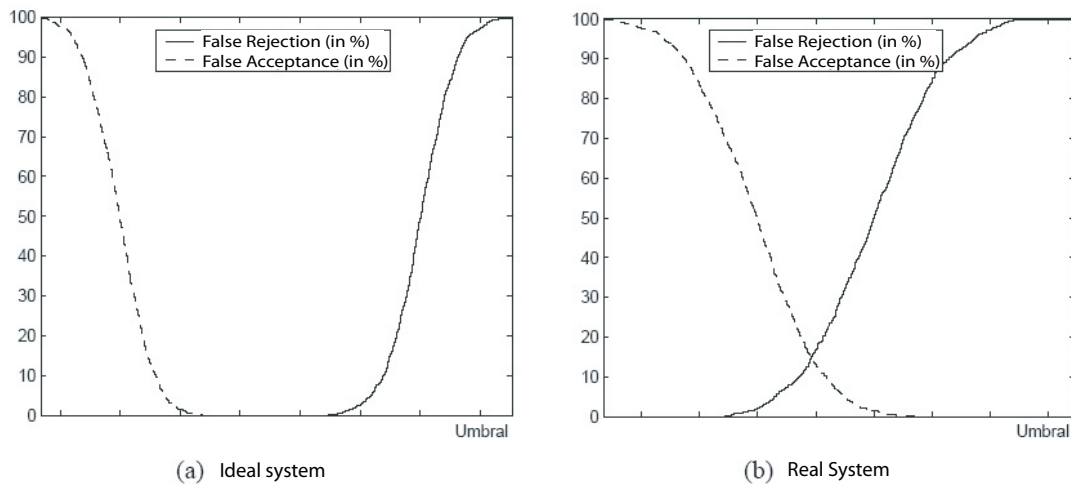 100
90
80
70
60
50
40
30
20
10
0
False Rejection (in %)
False Acceptance (in %)
Umbral
(a) Ideal system
100
90
80
70
60
50
40
30
20
10
0
False Rejection (in %)
False Acceptance (in %)
Umbral
(b) Real System